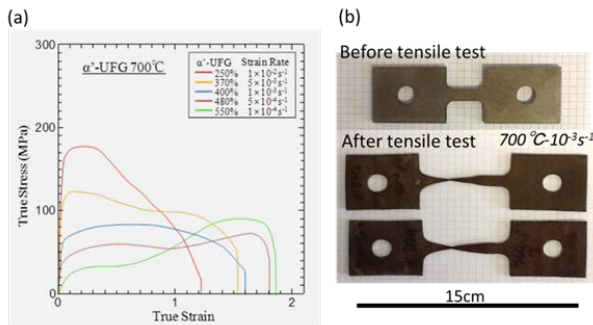 (a)
300
200
100
0
True Stress (MPa)
α'-UFG 700℃
α'-UFG Strain Rate
250% 1×10⁻²s⁻¹
370% 5×10⁻³s⁻¹
400% 1×10⁻³s⁻¹
480% 5×10⁻⁴s⁻¹
550% 1×10⁻⁴s⁻¹
0 1 2
True Strain
(b)
Before tensile test
After tensile test 700℃-10⁻³s⁻¹
15cm